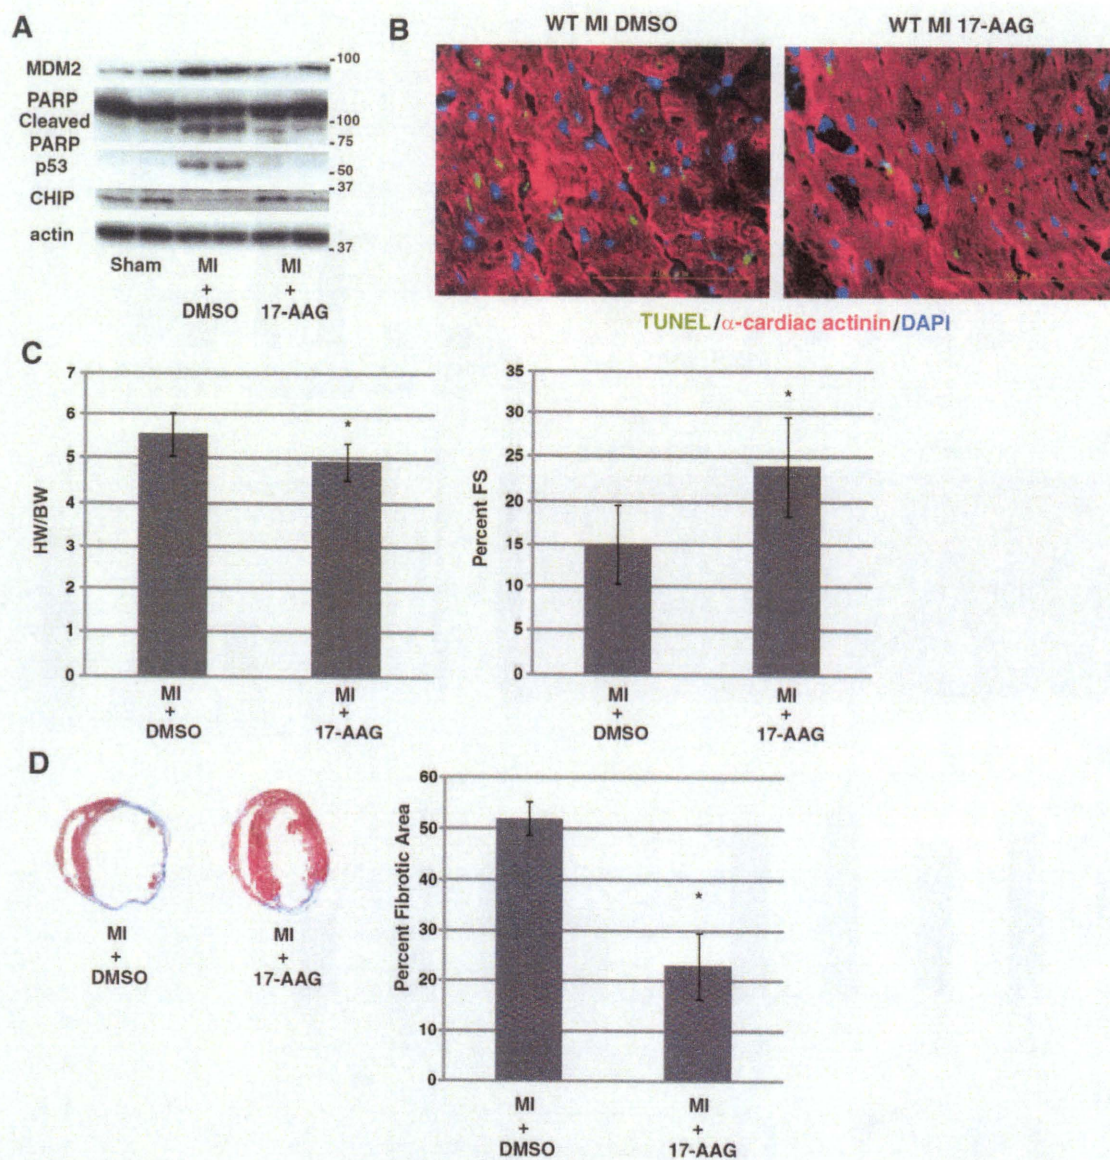 A
MDM2
PARP
Cleaved
PARP
p53
CHIP
actin
100
100
75
50
37
37
Sham
MI
+
DMSO
MI
+
17-AAG
B
WT MI DMSO
WT MI 17-AAG
TUNEL/α-cardiac actinin/DAPI
C
HW/BW
7
6
5
4
3
2
1
0
*
MI
+
DMSO
MI
+
17-AAG
Percent FS
35
30
25
20
15
10
5
0
*
MI
+
DMSO
MI
+
17-AAG
D
MI
+
DMSO
MI
+
17-AAG
Percent Fibrotic Area
60
50
40
30
20
10
0
*
MI
+
DMSO
MI
+
17-AAG